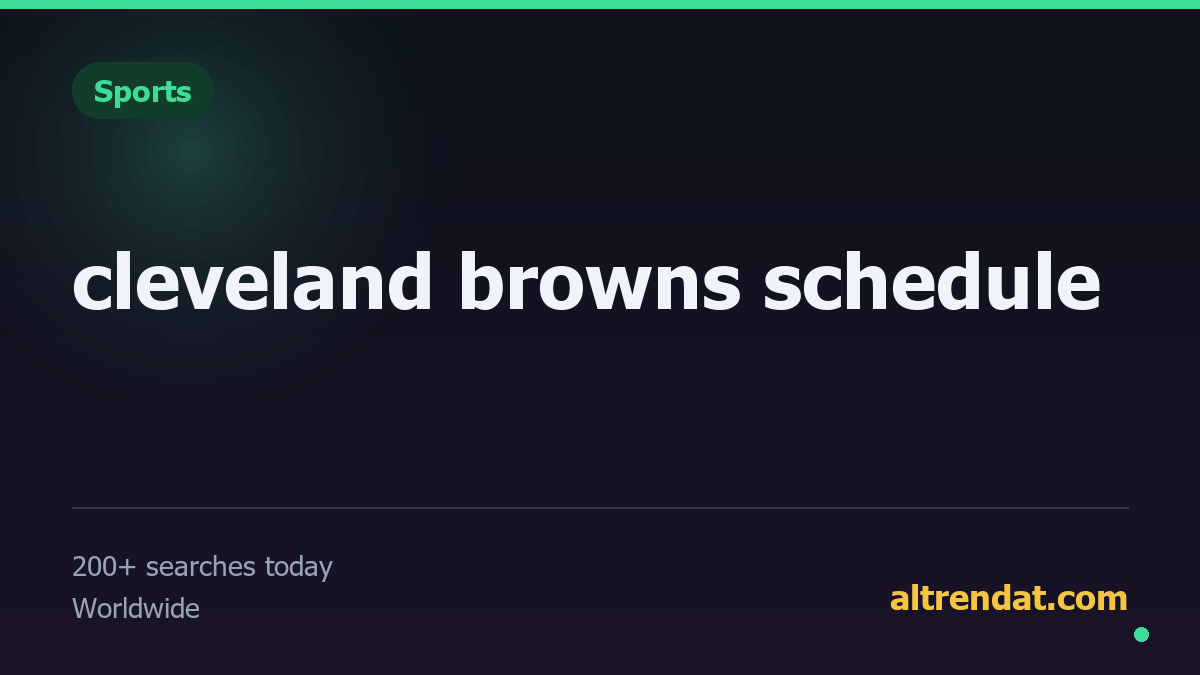 Sports
cleveland browns schedule
200+ searches today
Worldwide
altrendat.com